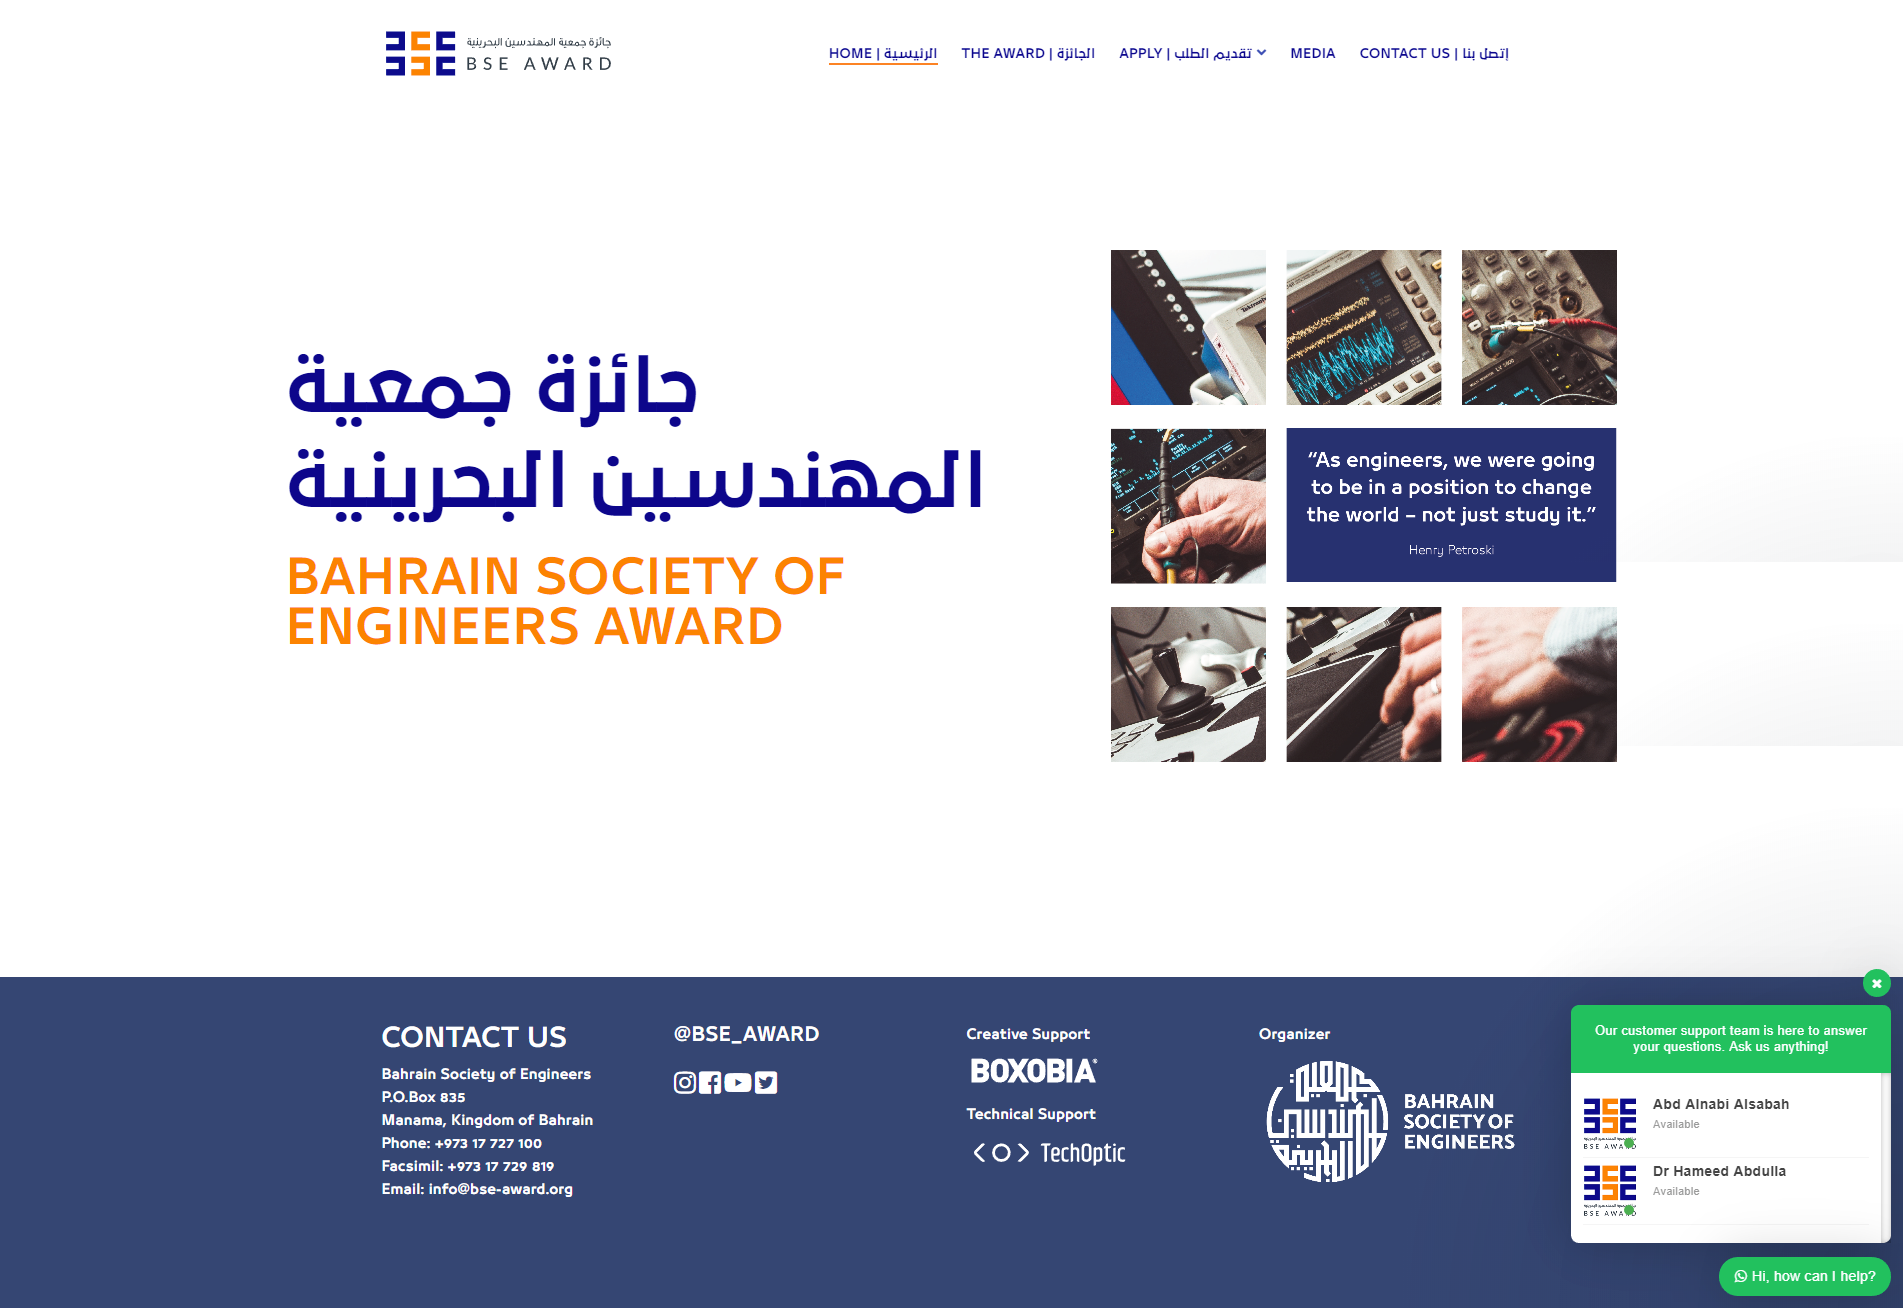 جائزة جمعية المهندسين البحرينية
BSE AWARD
HOME | الرئيسية
THE AWARD | الجائزة
APPLY | تقديم الطلب
MEDIA
CONTACT US | إتصل بنا
جائزة جمعية
المهندسين البحرينية
BAHRAIN SOCIETY OF
ENGINEERS AWARD
“As engineers, we were going
to be in a position to change
the world – not just study it.”
Henry Petroski
CONTACT US
Bahrain Society of Engineers
P.O.Box 835
Manama, Kingdom of Bahrain
Phone: +973 17 727 100
Facsimil: +973 17 729 819
Email: info@bse-award.org
@BSE_AWARD
Creative Support
BOXOBIA
Technical Support
TechOptic
Organizer
BAHRAIN
SOCIETY OF
ENGINEERS
Our customer support team is here to answer
your questions. Ask us anything!
Abd Alnabi Alsabah
Available
BSE AWARD
Dr Hameed Abdulla
Available
BSE AWARD
Hi, how can I help?